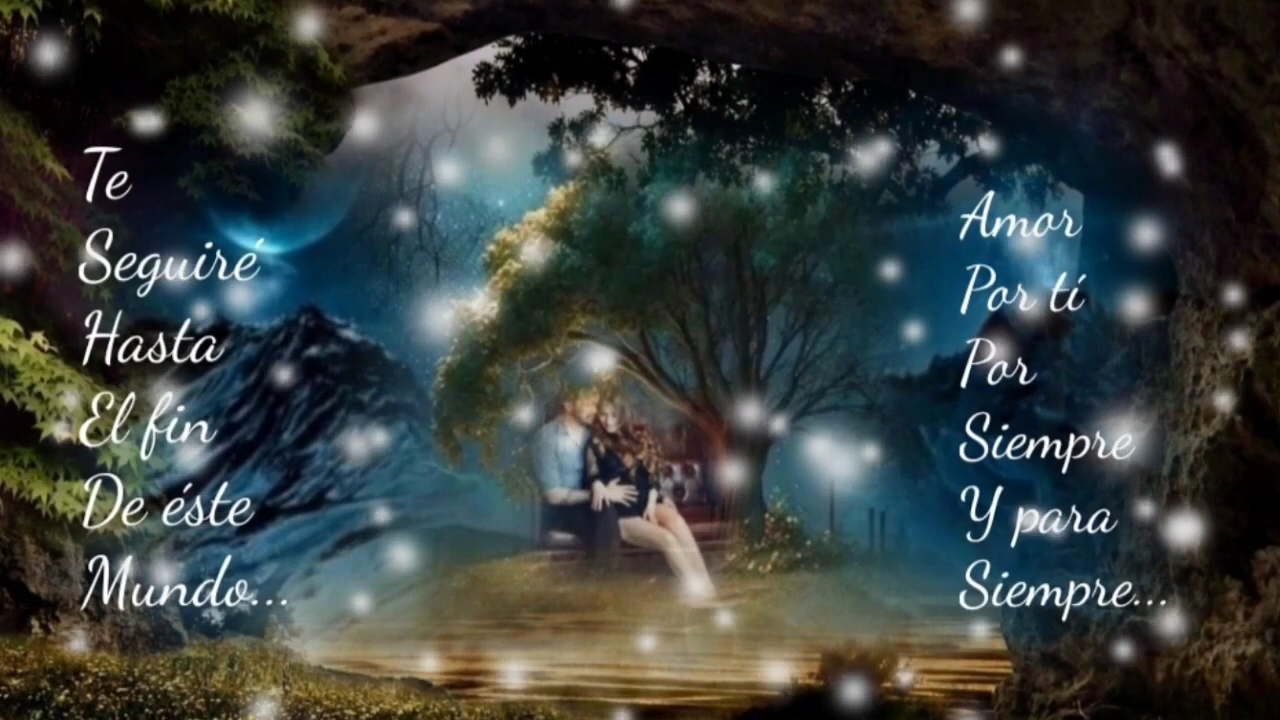 Te
Seguiré
Hasta
El fin
De éste
Mundo...
Amor
Por tí
Por
Siempre
Y para
Siempre...